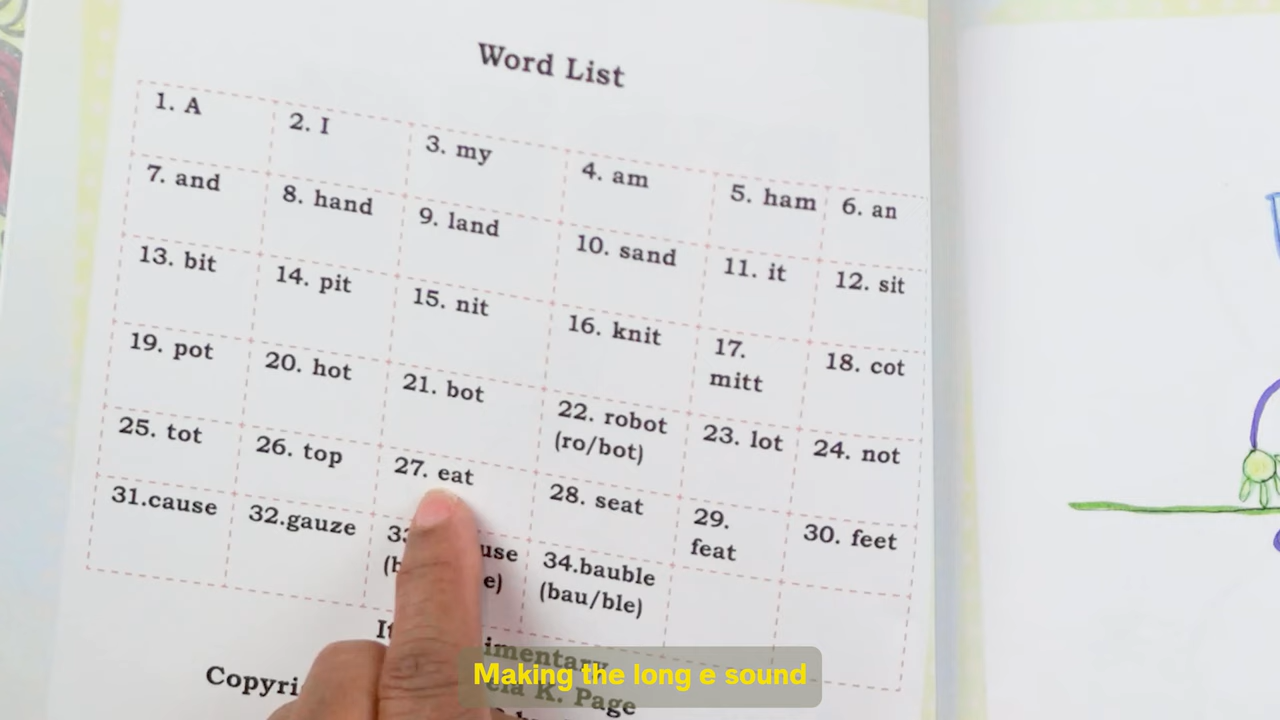 Word List
1. A 2. I 3. my 4. am 5. ham 6. an
7. and 8. hand 9. land 10. sand 11. it 12. sit
13. bit 14. pit 15. nit 16. knit 17. mitt 18. cot
19. pot 20. hot 21. bot 22. robot (ro/bot) 23. lot 24. not
25. tot 26. top 27. eat 28. seat 29. feat 30. feet
31.cause 32.gauze 34.bauble (bau/ble)
K. Page
Making the long e sound